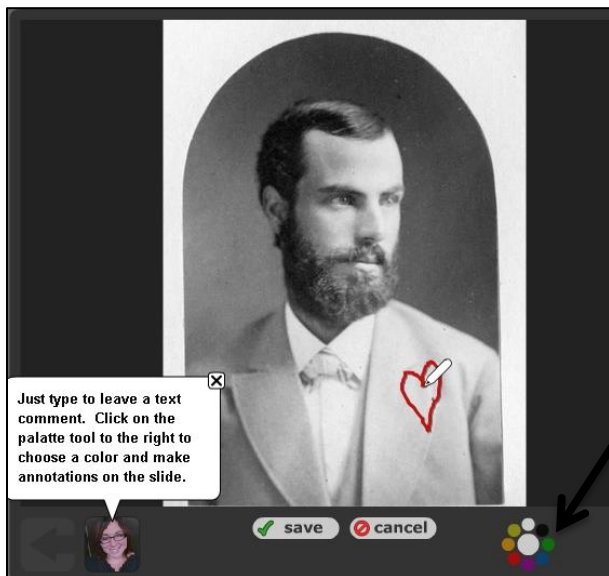 Just type to leave a text
comment. Click on the
palatte tool to the right to
choose a color and make
annotations on the slide.
save
cancel